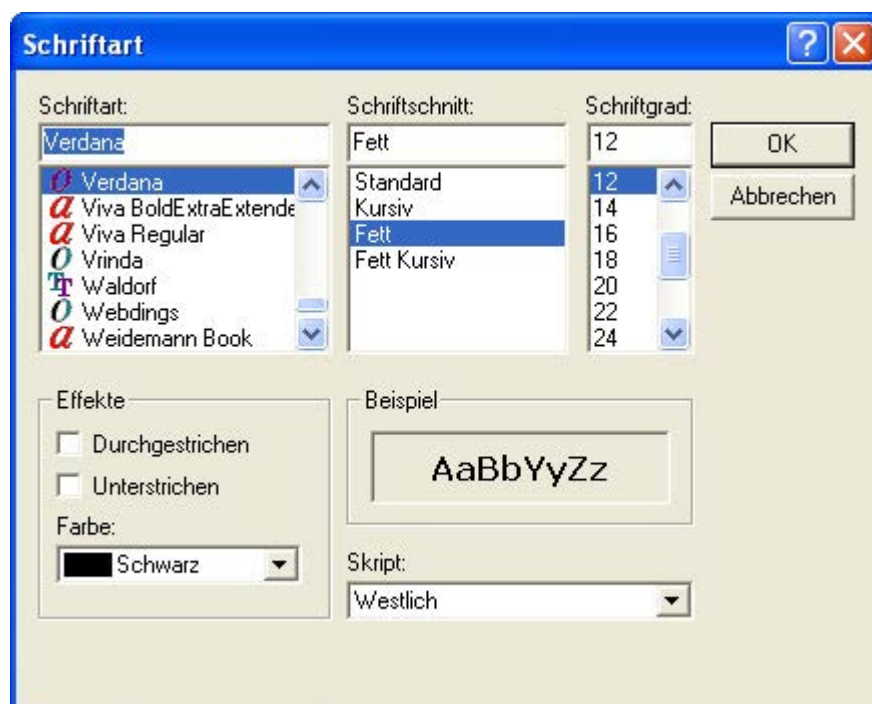 Schriftart
Schriftart:
Verdana
Verdana
Viva BoldExtraExtende
Viva Regular
Vrinda
Waldorf
Webdings
Weidemann Book
Schriftschnitt:
Fett
Standard
Kursiv
Fett
Fett Kursiv
Schriftgrad:
12
12
14
16
18
20
22
24
OK
Abbrechen
Effekte
Durchgestrichen
Unterstrichen
Farbe:
Schwarz
Beispiel
AaBbYyZz
Skript:
Westlich